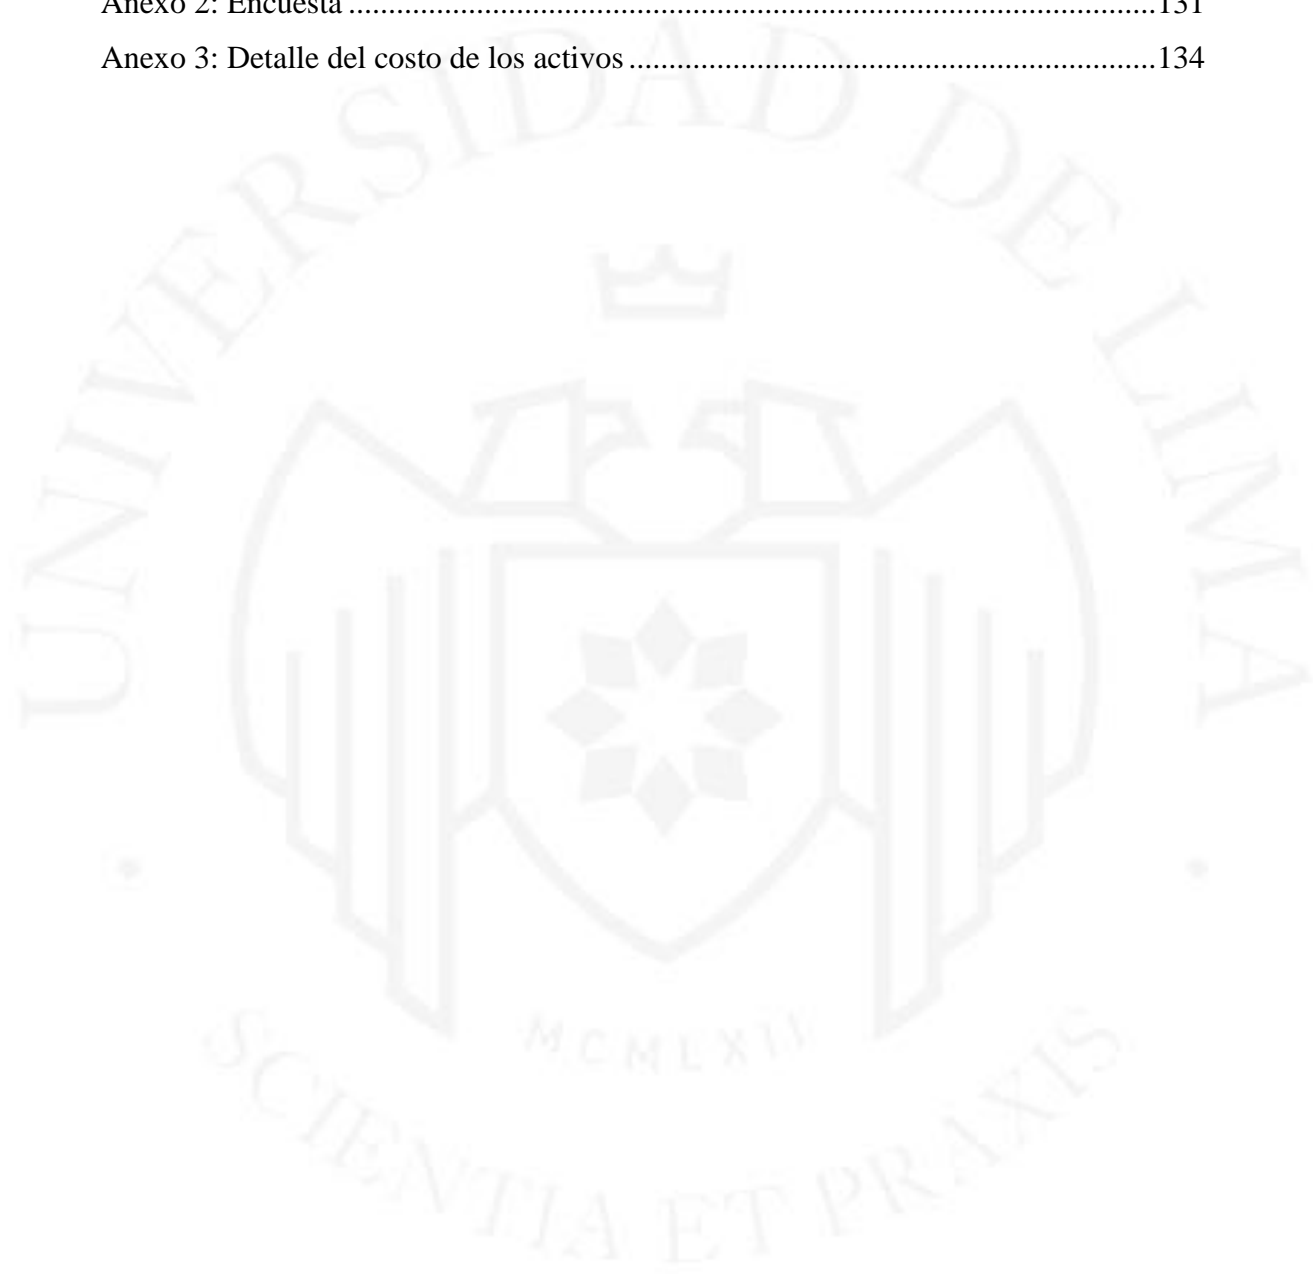 Anexo 2: Encuesta ........................................................................................................131
Anexo 3: Detalle del costo de los activos ....................................................................134
UNIVERSIDAD DE LIMA
MCMLXII
SCIENTIA ET PRAXIS